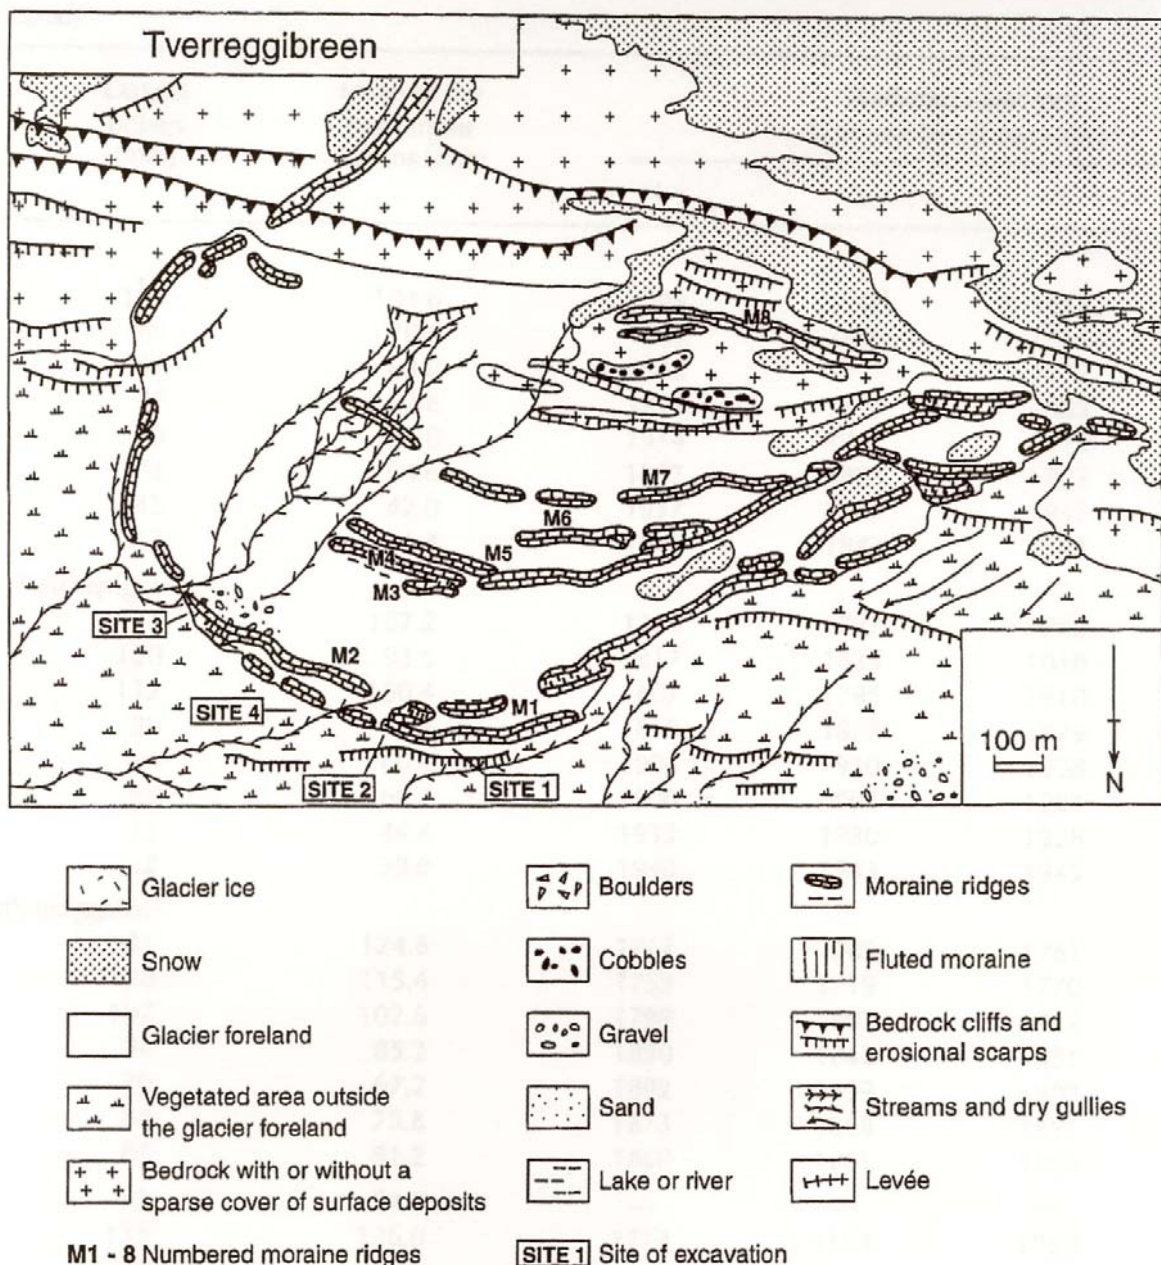 Tverreggibreen
M8
M7
M6
M5
M4
M3
SITE 3
M2
SITE 4
M1
100 m
N
SITE 2
SITE 1
Glacier ice
Snow
Glacier foreland
Vegetated area outside
the glacier foreland
Bedrock with or without a
sparse cover of surface deposits
M1 - 8 Numbered moraine ridges
Boulders
Cobbles
Gravel
Sand
Lake or river
SITE 1 Site of excavation
Moraine ridges
Fluted moraine
Bedrock cliffs and
erosional scarps
Streams and dry gullies
Levée